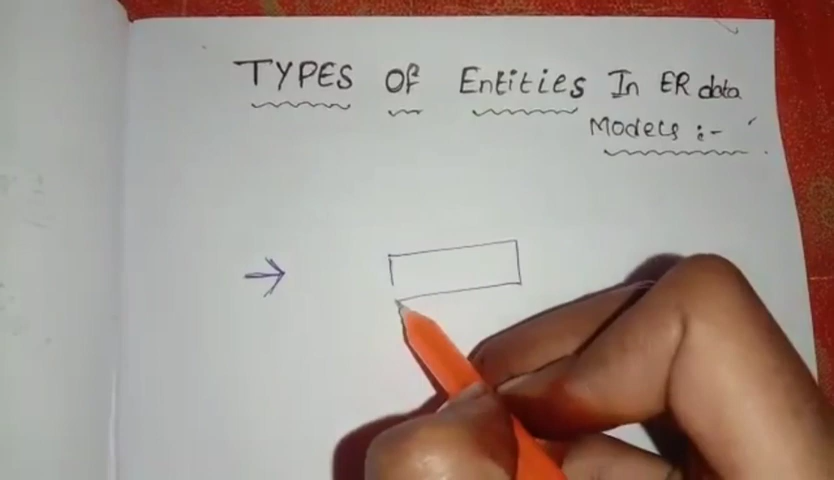 TYPES Of Entities In ER data
Models :-